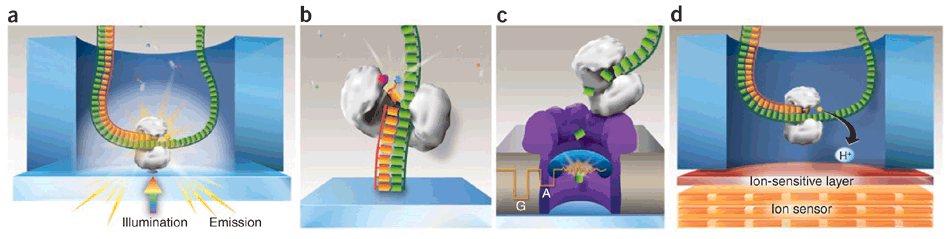 a
b
c
d
Illumination
Emission
G
A
H⁺
Ion-sensitive layer
Ion sensor